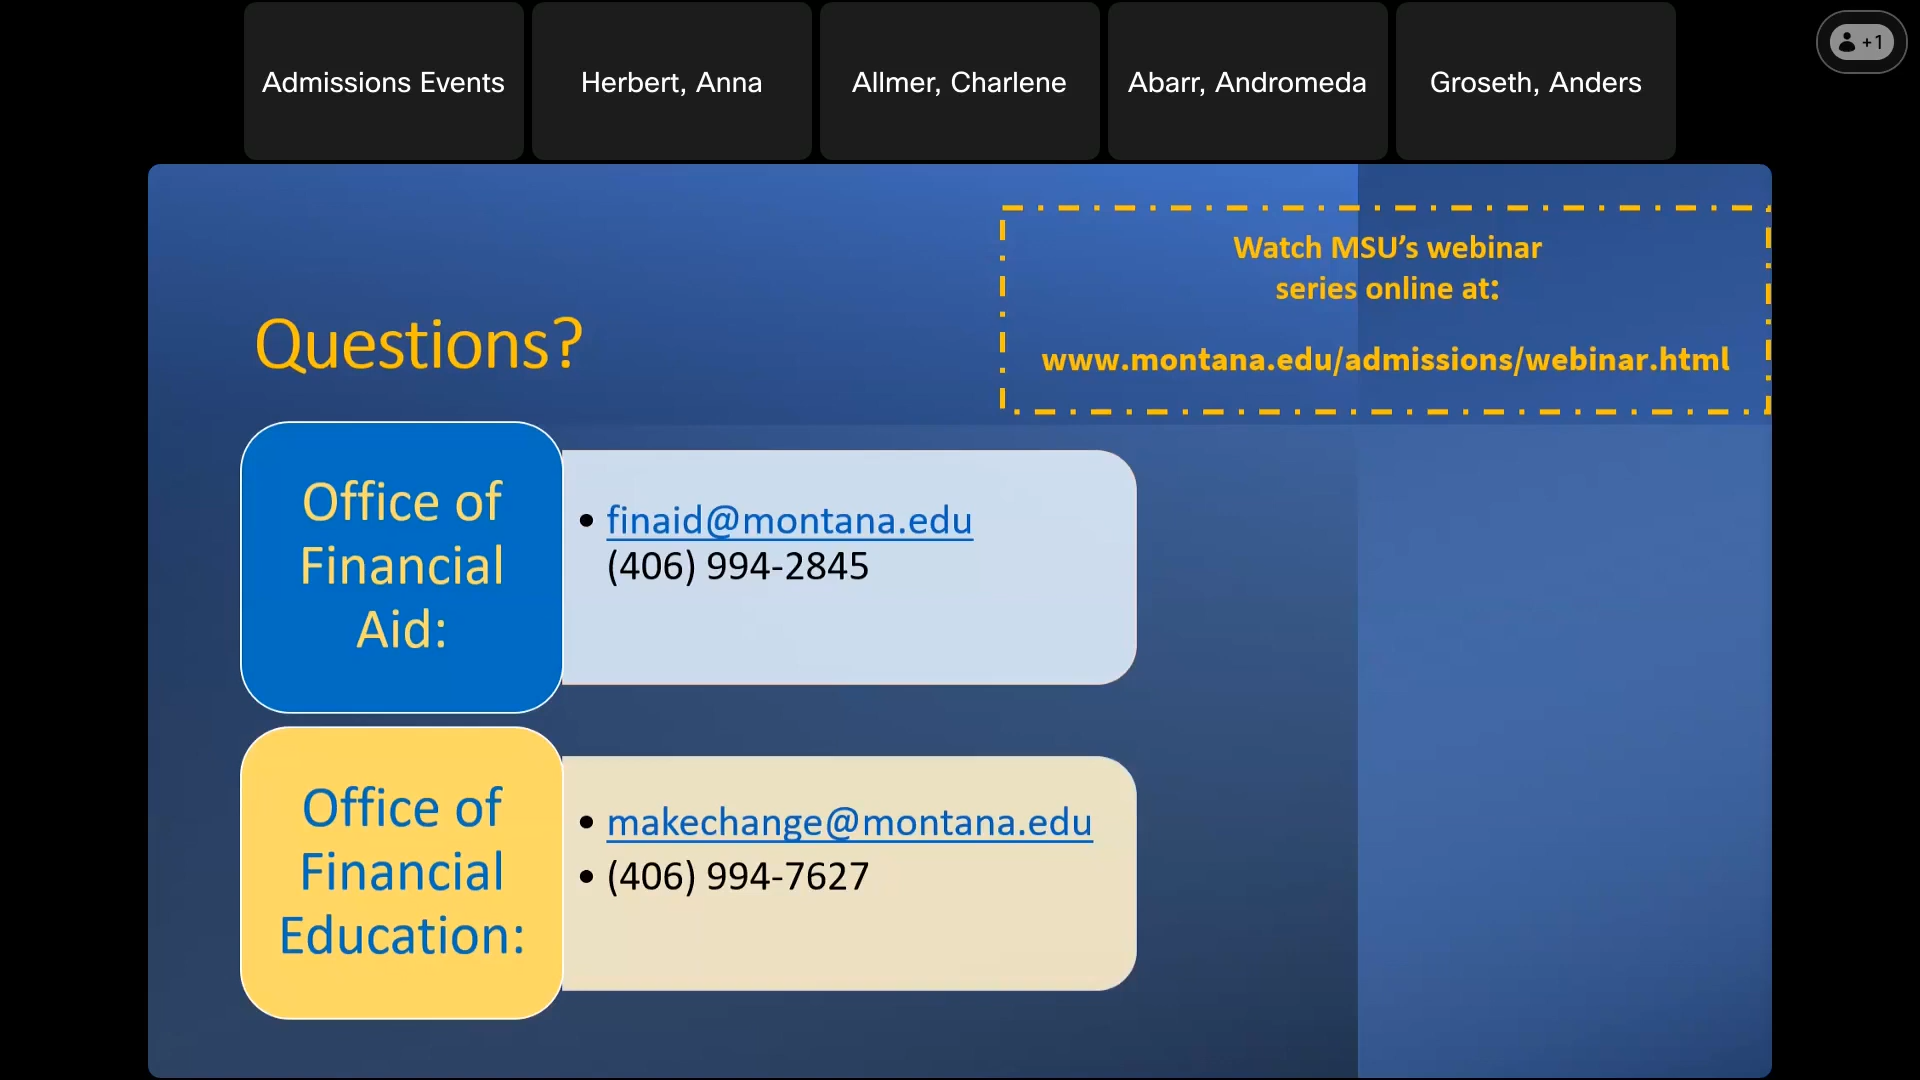 Admissions Events
Herbert, Anna
Allmer, Charlene
Abarr, Andromeda
Groseth, Anders
+1
Watch MSU’s webinar
series online at:
www.montana.edu/admissions/webinar.html
Questions?
Office of
Financial
Aid:
• finaid@montana.edu
(406) 994-2845
Office of
Financial
Education:
• makechange@montana.edu
• (406) 994-7627